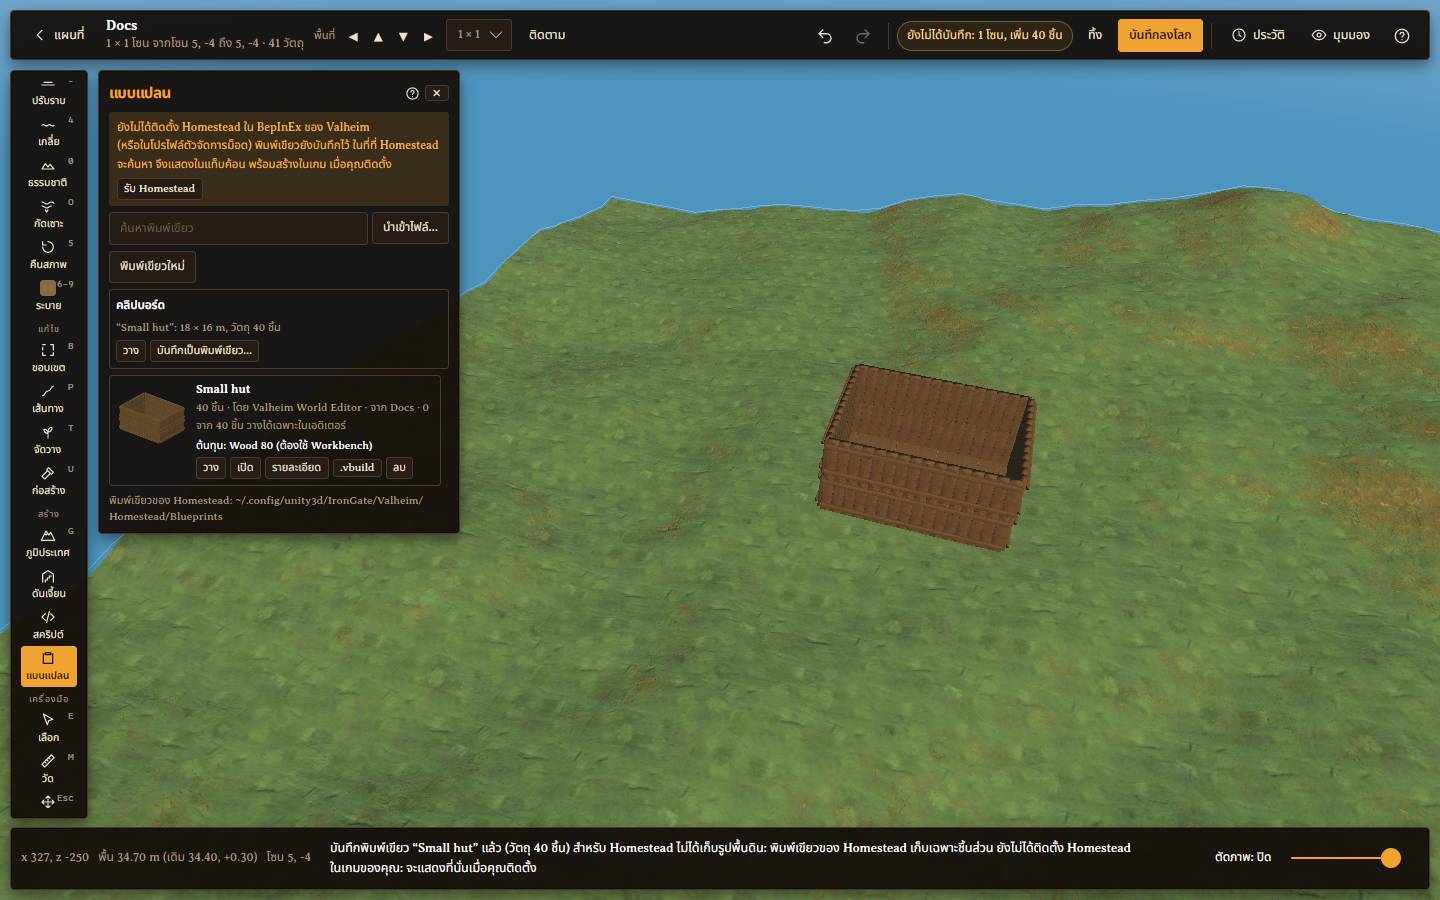 แผนที่
Docs
1 × 1 โซน จากโซน 5, -4 ถึง 5, -4 · 41 วัตถุ
พื้นที่
1 × 1
ติดตาม
ยังไม่ได้บันทึก: 1 โซน, เพิ่ม 40 ชิ้น
ทิ้ง
บันทึกลงโลก
ประวัติ
มุมมอง
ปรับราบ
4
เกลี่ย
0
ธรรมชาติ
O
กัดเซาะ
5
คืนสภาพ
6–9
ระบาย
แก้ไข
B
ขอบเขต
P
เส้นทาง
T
จัดวาง
U
ก่อสร้าง
สร้าง
G
ภูมิประเทศ
ดันเจี้ยน
สคริปต์
แบบแปลน
เครื่องมือ
E
เลือก
M
วัด
Esc
แบบแปลน
ยังไม่ได้ติดตั้ง Homestead ใน BepInEx ของ Valheim
(หรือในโปรไฟล์ตัวจัดการม็อด) พิมพ์เขียวยังบันทึกไว้ ในที่ที่ Homestead
จะค้นหา จึงแสดงในแท็บค้อน พร้อมสร้างในเกม เมื่อคุณติดตั้ง
รับ Homestead
ค้นหาพิมพ์เขียว
นำเข้าไฟล์...
พิมพ์เขียวใหม่
คลิปบอร์ด
“Small hut”: 18 × 16 m, วัตถุ 40 ชิ้น
วาง
บันทึกเป็นพิมพ์เขียว...
Small hut
40 ชิ้น · โดย Valheim World Editor · จาก Docs · 0
จาก 40 ชิ้น วางได้เฉพาะในเอดิเตอร์
ต้นทุน: Wood 80 (ต้องใช้ Workbench)
วาง
เปิด
รายละเอียด
.vbuild
ลบ
พิมพ์เขียวของ Homestead: ~/.config/unity3d/IronGate/Valheim/
Homestead/Blueprints
x 327, z -250
พื้น 34.70 m (เดิม 34.40, +0.30)
โซน 5, -4
บันทึกพิมพ์เขียว “Small hut” แล้ว (วัตถุ 40 ชิ้น) สำหรับ Homestead ไม่ได้เก็บรูปพื้นดิน: พิมพ์เขียวของ Homestead เก็บเฉพาะชิ้นส่วน ยังไม่ได้ติดตั้ง Homestead
ในเกมของคุณ: จะแสดงที่นั่นเมื่อคุณติดตั้ง
ตัดภาพ: ปิด